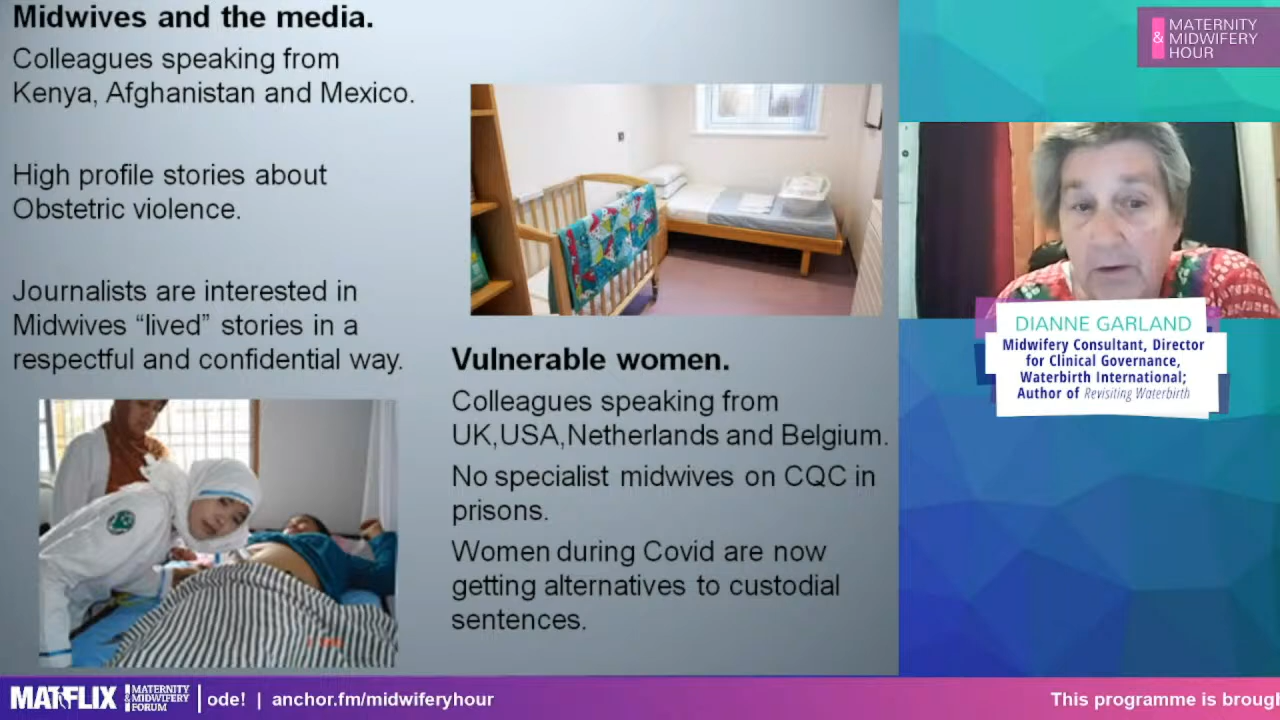 Midwives and the media.
Colleagues speaking from
Kenya, Afghanistan and Mexico.
High profile stories about
Obstetric violence.
Journalists are interested in
Midwives “lived” stories in a
respectful and confidential way.
Vulnerable women.
Colleagues speaking from
UK,USA,Netherlands and Belgium.
No specialist midwives on CQC in
prisons.
Women during Covid are now
getting alternatives to custodial
sentences.
MATERNITY
& MIDWIFERY
HOUR
DIANNE GARLAND
Midwifery Consultant, Director
for Clinical Governance,
Waterbirth International;
Author of Revisiting Waterbirth
MATFLIX
MATERNITY
& MIDWIFERY
FORUM
ode! | anchor.fm/midwiferyhour
This programme is brough